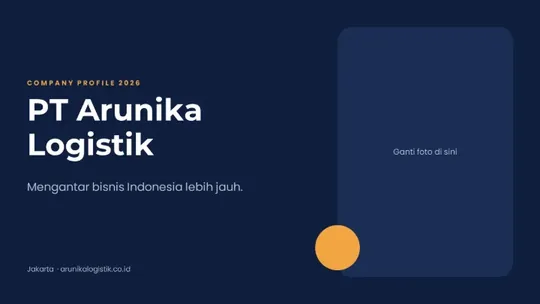 COMPANY PROFILE 2026
PT Arunika
Logistik
Mengantar bisnis Indonesia lebih jauh.
Jakarta · arunikalogistik.co.id
Ganti foto di sini